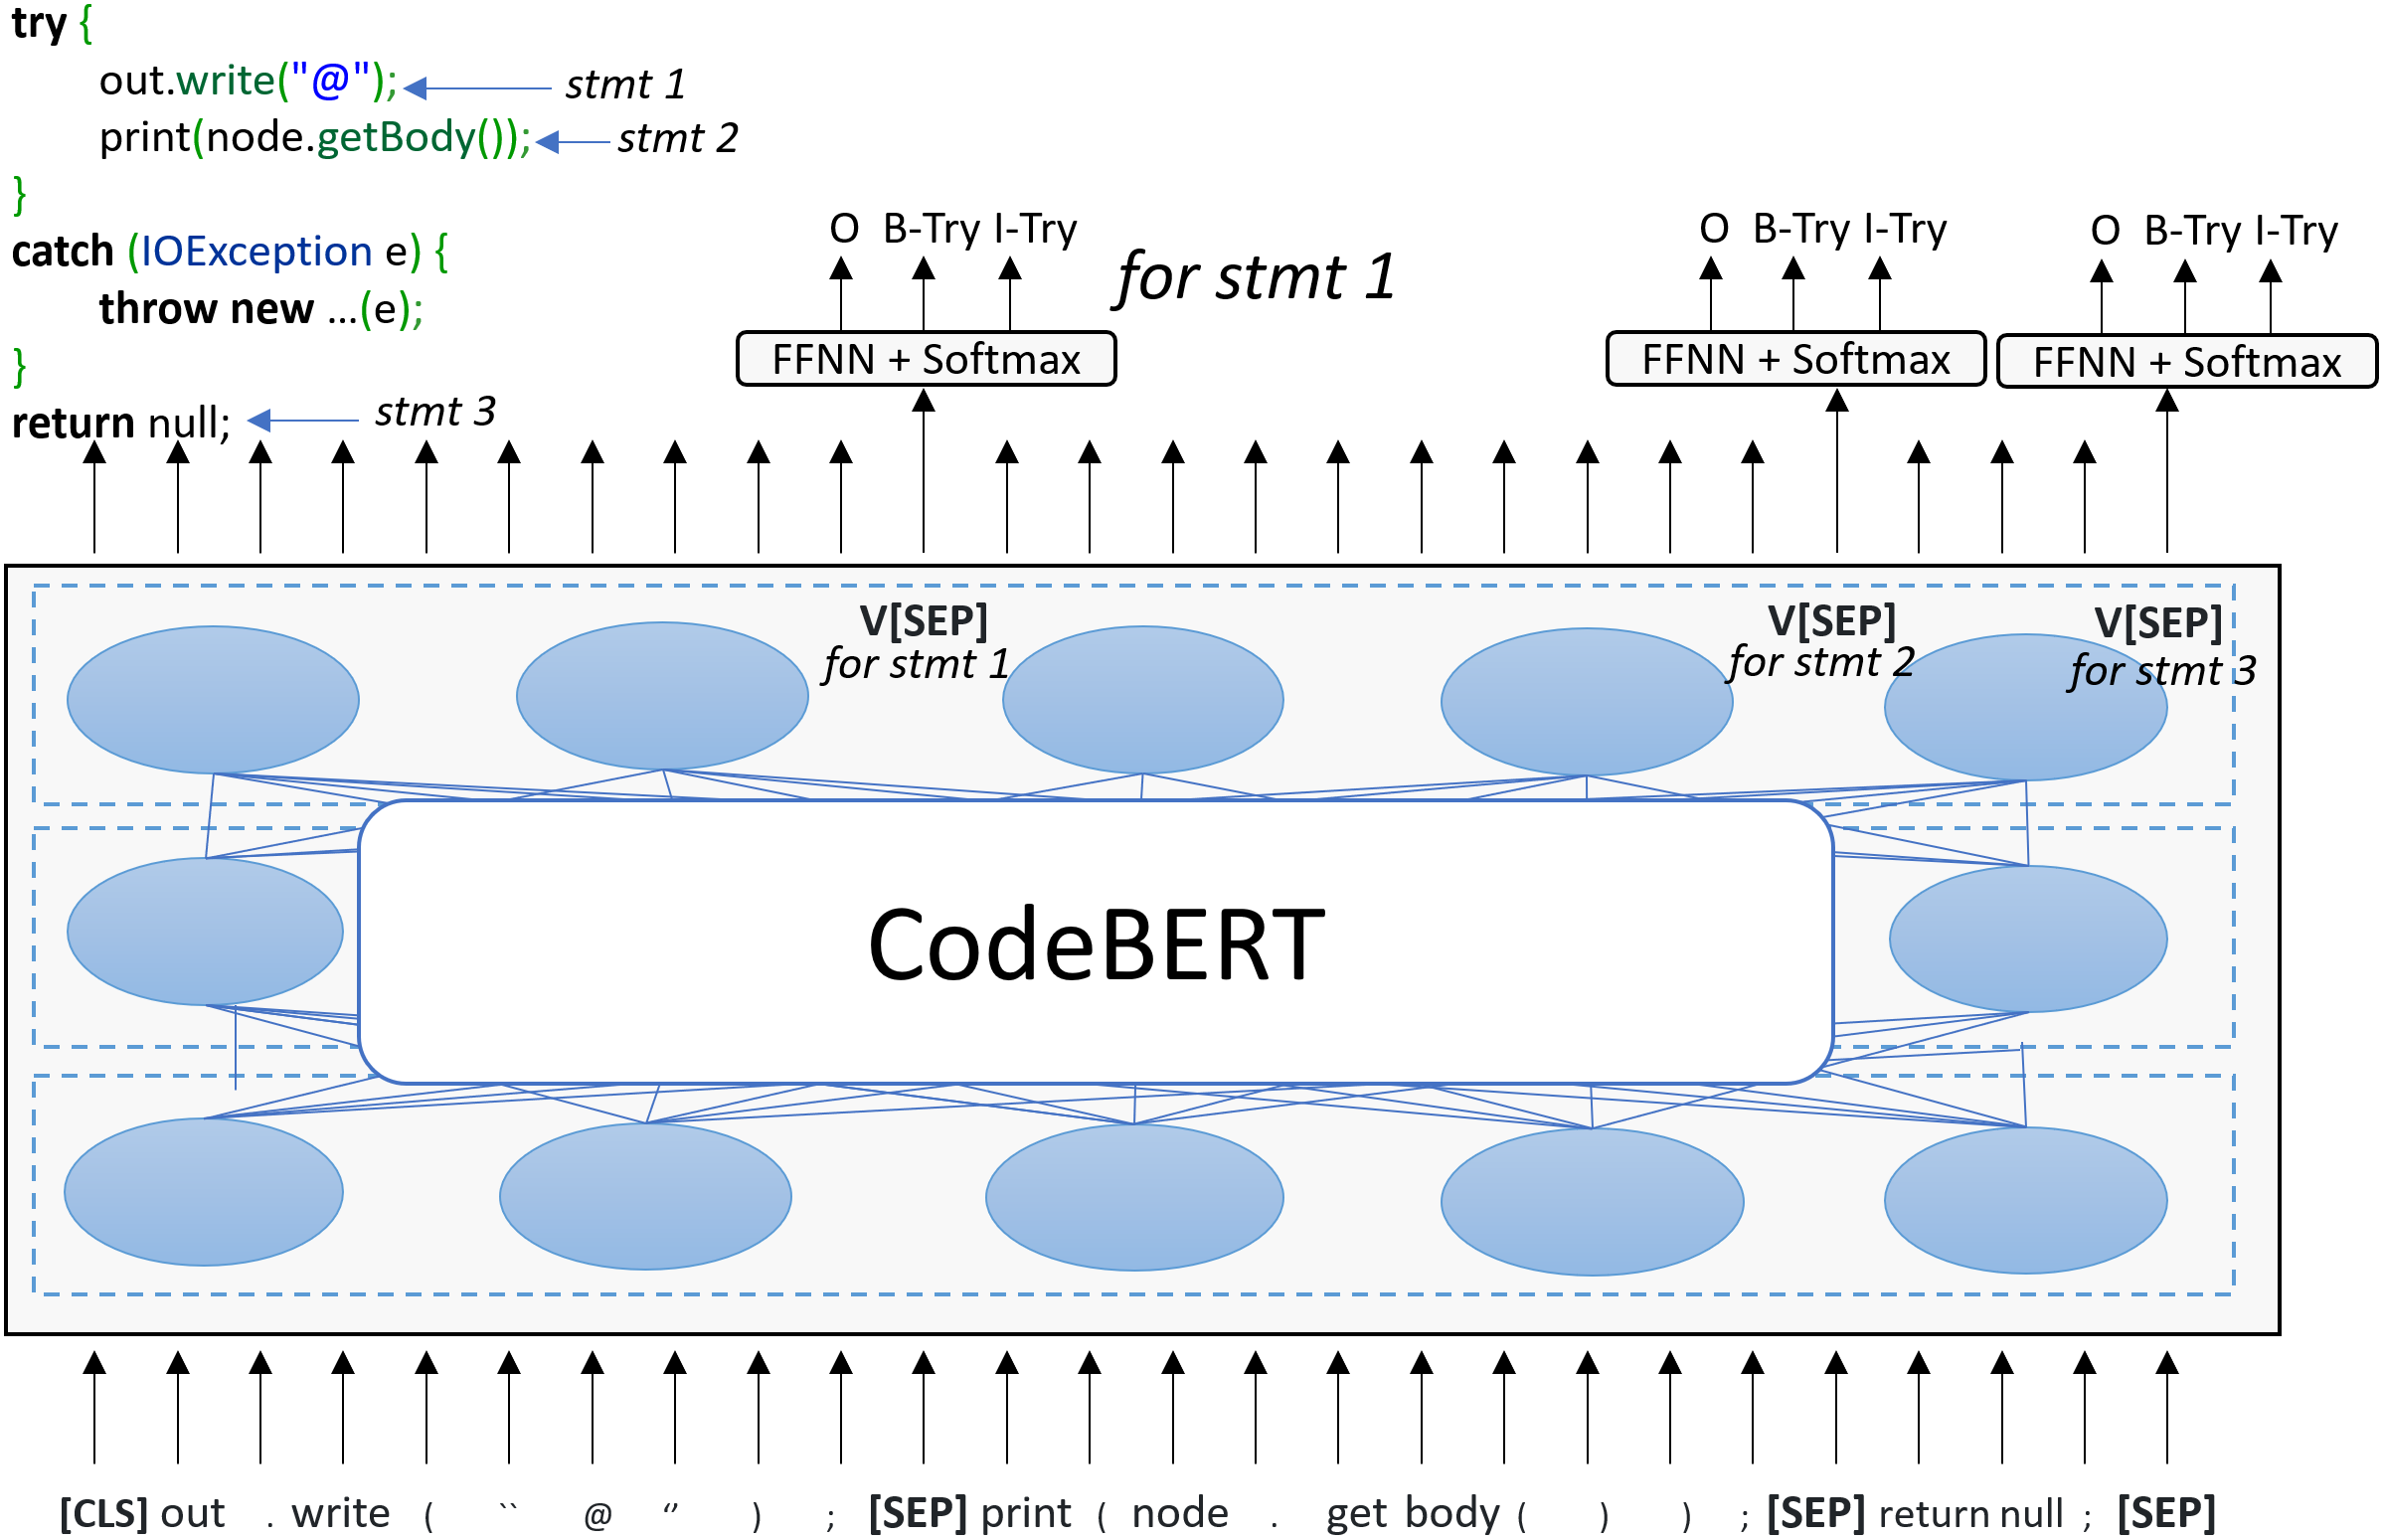 try {
out.write("@");
stmt 1
print(node.getBody());
stmt 2
}
catch (IOException e) {
throw new ...(e);
}
return null;
stmt 3
O B-Try I-Try
for stmt 1
FFNN + Softmax
O B-Try I-Try
FFNN + Softmax
O B-Try I-Try
FFNN + Softmax
V[SEP]
for stmt 1
V[SEP]
for stmt 2
V[SEP]
for stmt 3
CodeBERT
[CLS] out . write ( `` @ ‘’ ) ; [SEP] print ( node . get body ( ) ) ; [SEP] return null ; [SEP]